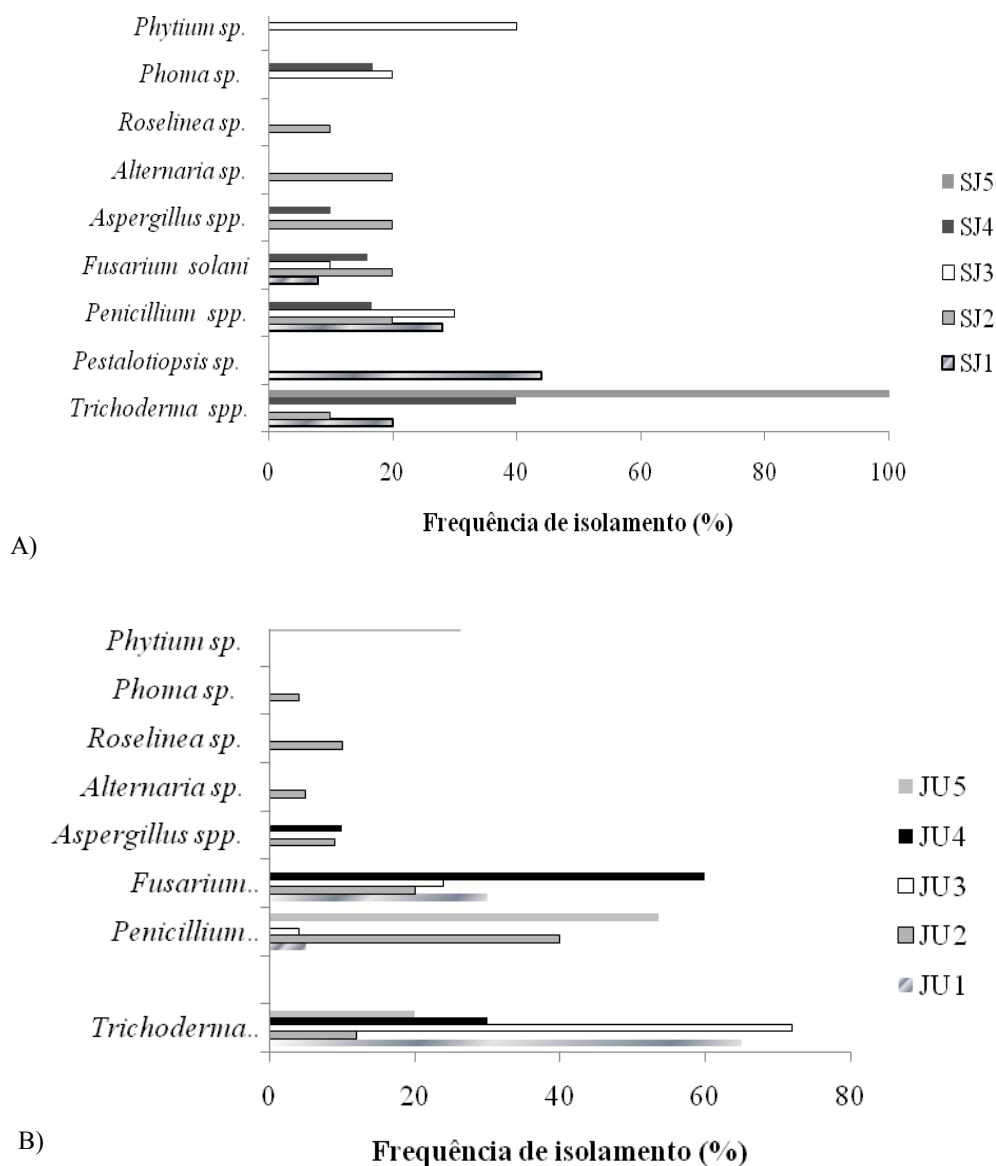 Phytium sp.
Phoma sp.
Roselinea sp.
Alternaria sp.
Aspergillus spp.
Fusarium solani
Penicillium spp.
Pestalotiopsis sp.
Trichoderma spp.
0 20 40 60 80 100
Frequência de isolamento (%)
SJ5
SJ4
SJ3
SJ2
SJ1
A)
Phytium sp.
Phoma sp.
Roselinea sp.
Alternaria sp.
Aspergillus spp.
Fusarium..
Penicillium..
Trichoderma..
0 20 40 60 80
Frequência de isolamento (%)
JU5
JU4
JU3
JU2
JU1
B)